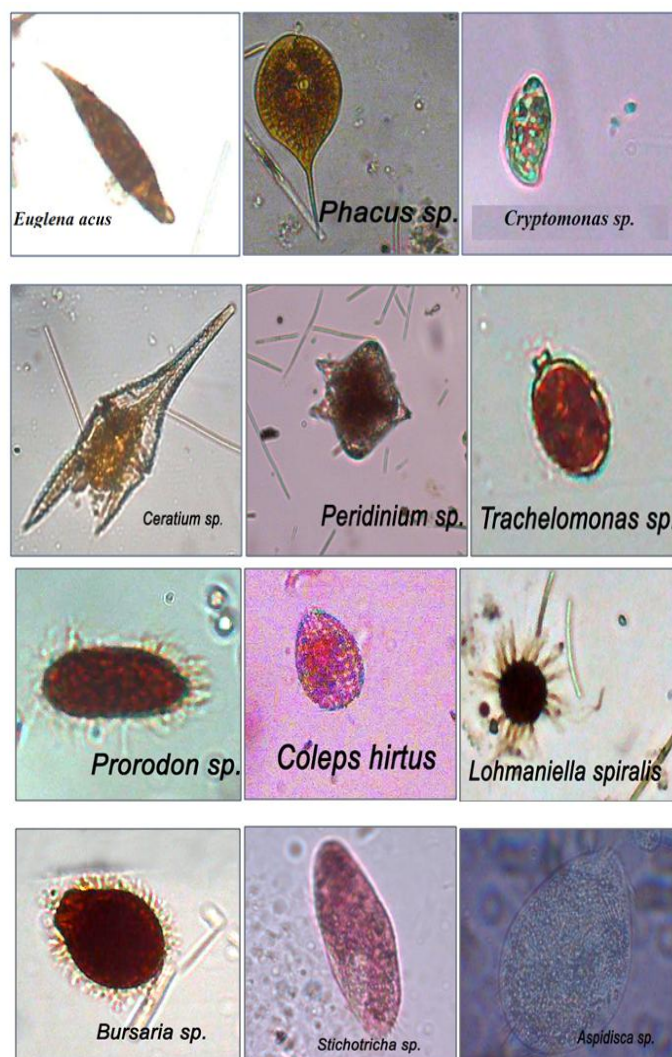 Euglena acus
Phacus sp.
Cryptomonas sp.
Ceratium sp.
Peridinium sp.
Trachelomonas sp.
Prorodon sp.
Coleps hirtus
Lohmaniella spiralis
Bursaria sp.
Stichotricha sp.
Aspidisca sp.